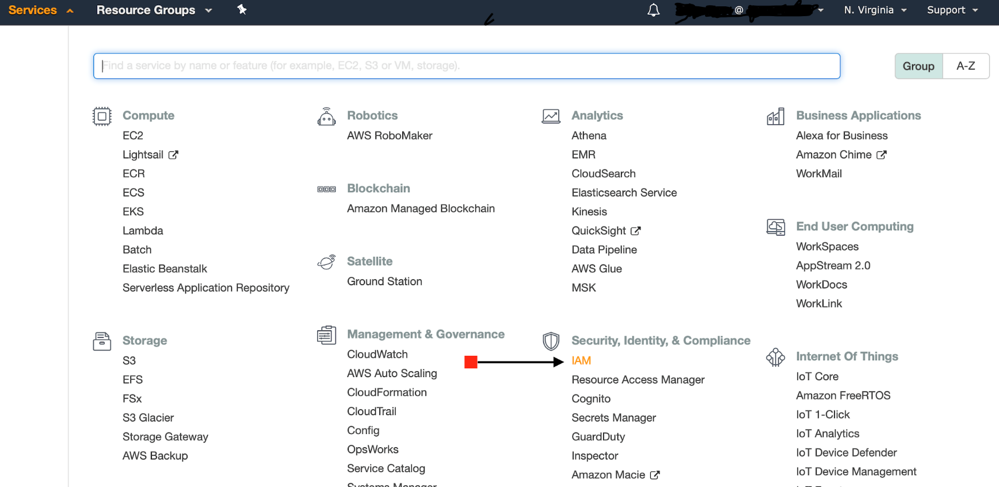 Services Resource Groups @ N. Virginia Support
Find a service by name or feature (for example, EC2, S3 or VM, storage).
Group A-Z
Compute
EC2
Lightsail
ECR
ECS
EKS
Lambda
Batch
Elastic Beanstalk
Serverless Application Repository
Storage
S3
EFS
FSx
S3 Glacier
Storage Gateway
AWS Backup
Robotics
AWS RoboMaker
Blockchain
Amazon Managed Blockchain
Satellite
Ground Station
Management & Governance
CloudWatch
AWS Auto Scaling
CloudFormation
CloudTrail
Config
OpsWorks
Service Catalog
Systems Manager
Analytics
Athena
EMR
CloudSearch
Elasticsearch Service
Kinesis
QuickSight
Data Pipeline
AWS Glue
MSK
Security, Identity, & Compliance
IAM
Resource Access Manager
Cognito
Secrets Manager
GuardDuty
Inspector
Amazon Macie
Business Applications
Alexa for Business
Amazon Chime
WorkMail
End User Computing
WorkSpaces
AppStream 2.0
WorkDocs
WorkLink
Internet Of Things
IoT Core
Amazon FreeRTOS
IoT 1-Click
IoT Analytics
IoT Device Defender
IoT Device Management